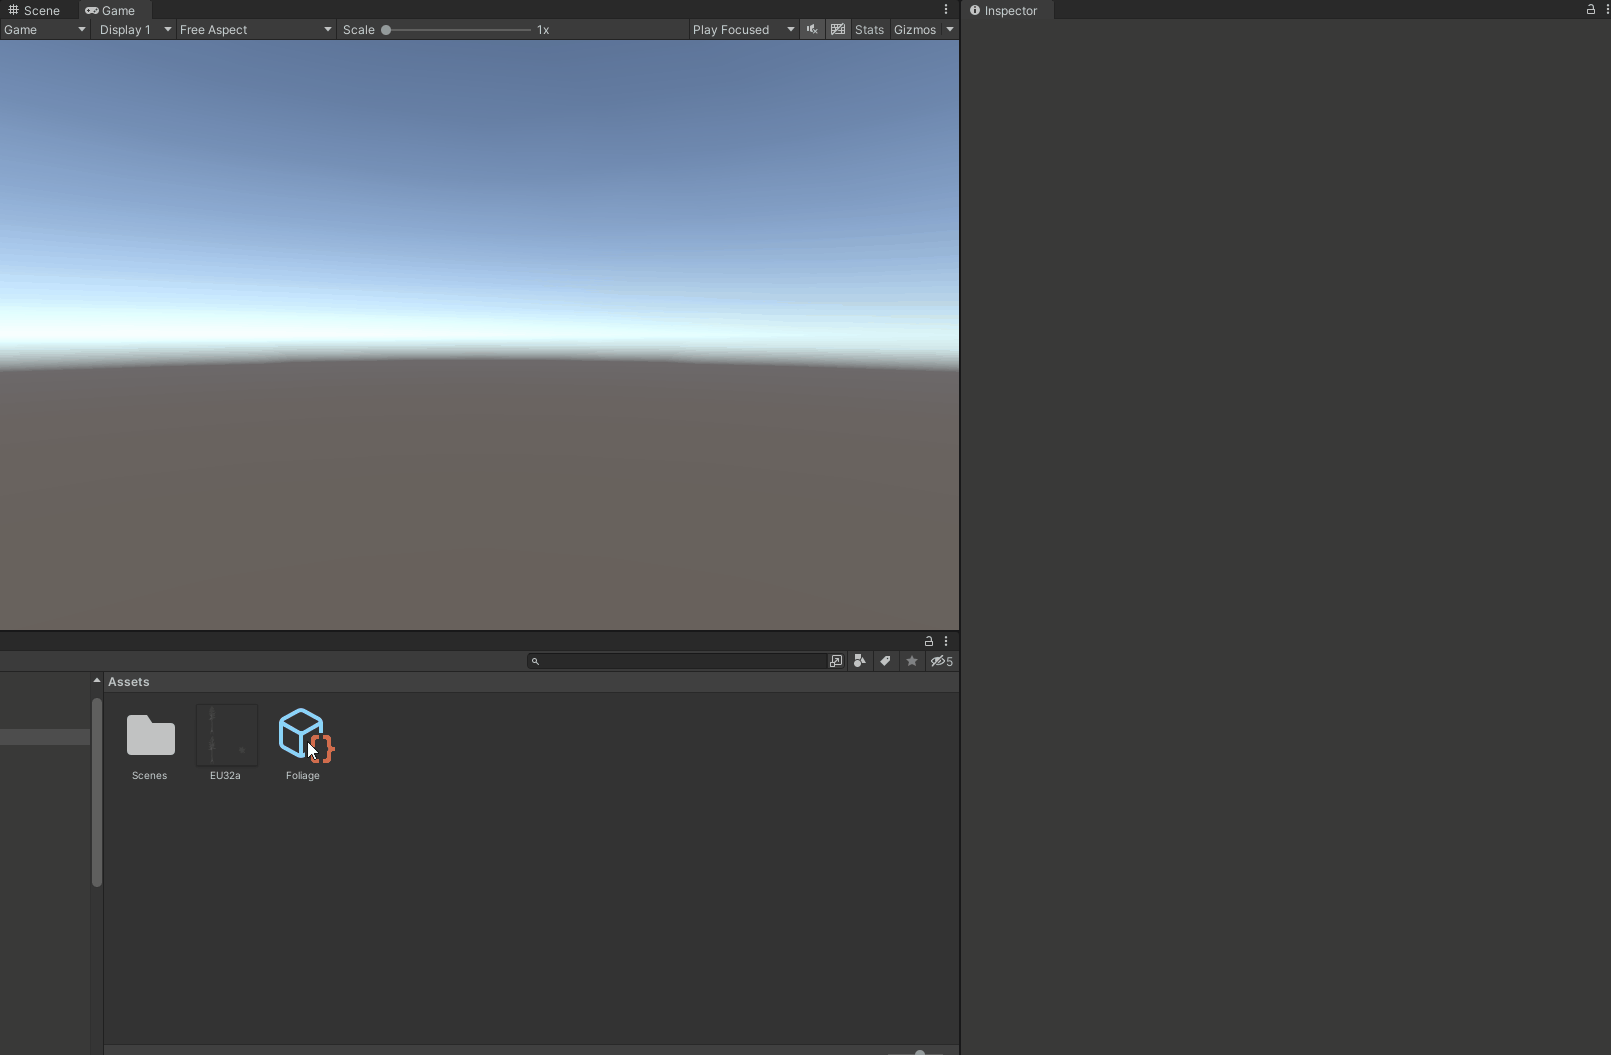 Scene Game Inspector
Game Display 1 Free Aspect Scale 1x Play Focused Stats Gizmos
5
Assets
Scenes EU32a Foliage